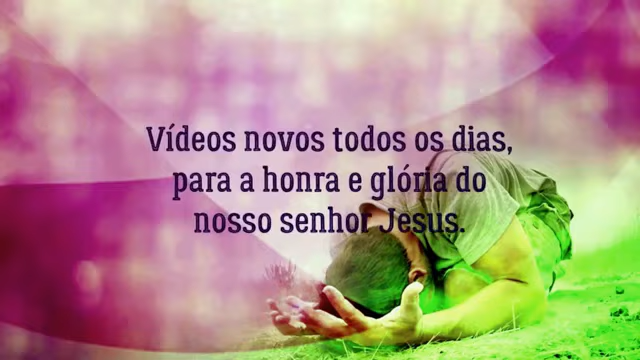 Vídeos novos todos os dias,
para a honra e glória do
nosso senhor Jesus.